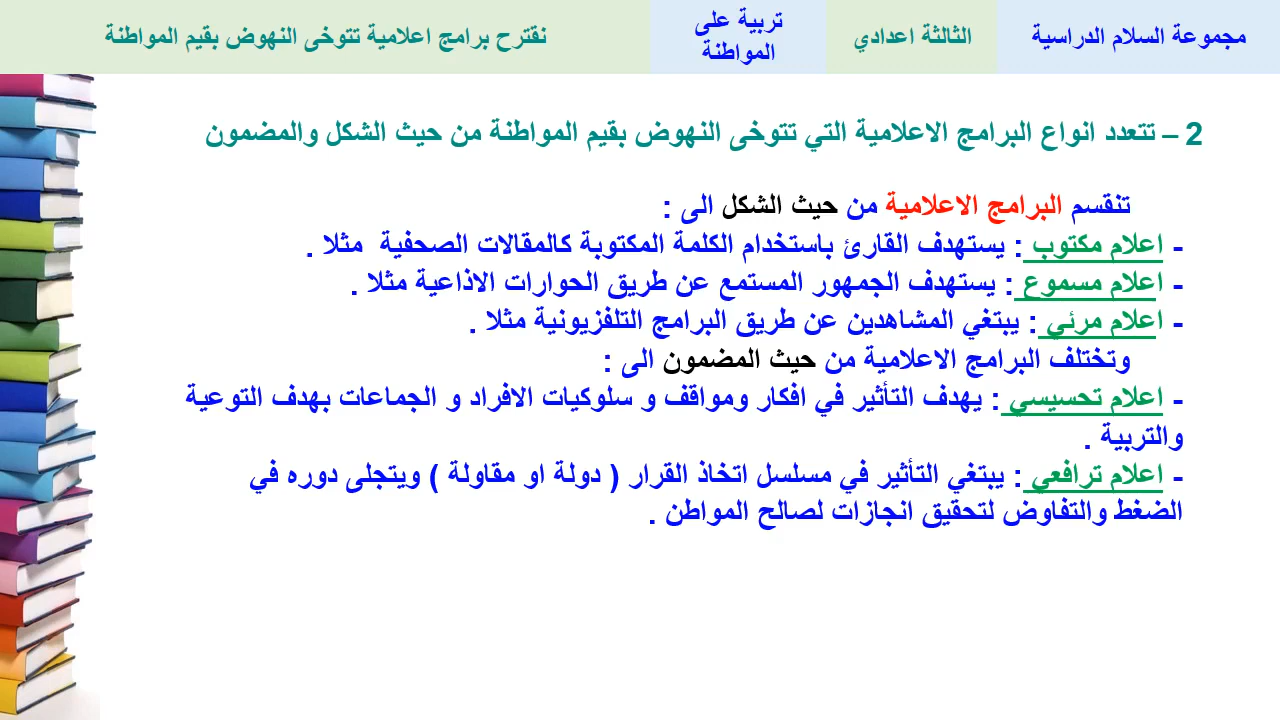 مجموعة السلام الدراسية
الثالثة اعدادي
تربية على
المواطنة
نقترح برامج اعلامية تتوخى النهوض بقيم المواطنة
2 – تتعدد انواع البرامج الاعلامية التي تتوخى النهوض بقيم المواطنة من حيث الشكل والمضمون
تنقسم البرامج الاعلامية من حيث الشكل الى :
- اعلام مكتوب : يستهدف القارئ باستخدام الكلمة المكتوبة كالمقالات الصحفية مثلا .
- اعلام مسموع : يستهدف الجمهور المستمع عن طريق الحوارات الاذاعية مثلا .
- اعلام مرئي : يبتغي المشاهدين عن طريق البرامج التلفزيونية مثلا .
وتختلف البرامج الاعلامية من حيث المضمون الى :
- اعلام تحسيسي : يهدف التأثير في افكار ومواقف و سلوكيات الافراد و الجماعات بهدف التوعية
والتربية .
- اعلام ترافعي : يبتغي التأثير في مسلسل اتخاذ القرار ( دولة او مقاولة ) ويتجلى دوره في
الضغط والتفاوض لتحقيق انجازات لصالح المواطن .